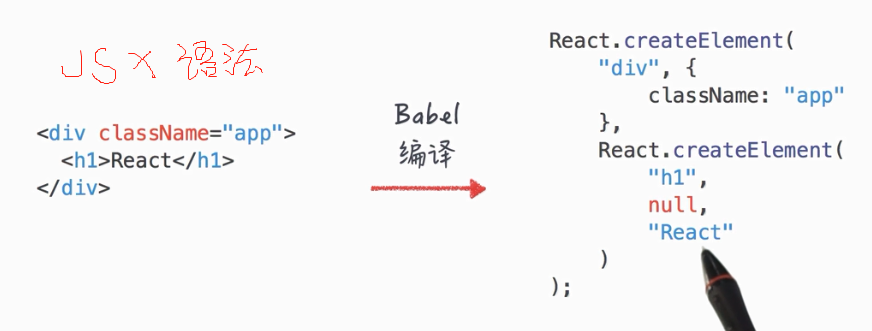 JSX 语法
<div className="app">
  <h1>React</h1>
</div>
Babel
编译
React.createElement(
    "div", {
        className: "app"
    },
    React.createElement(
        "h1",
        null,
        "React"
    )
);